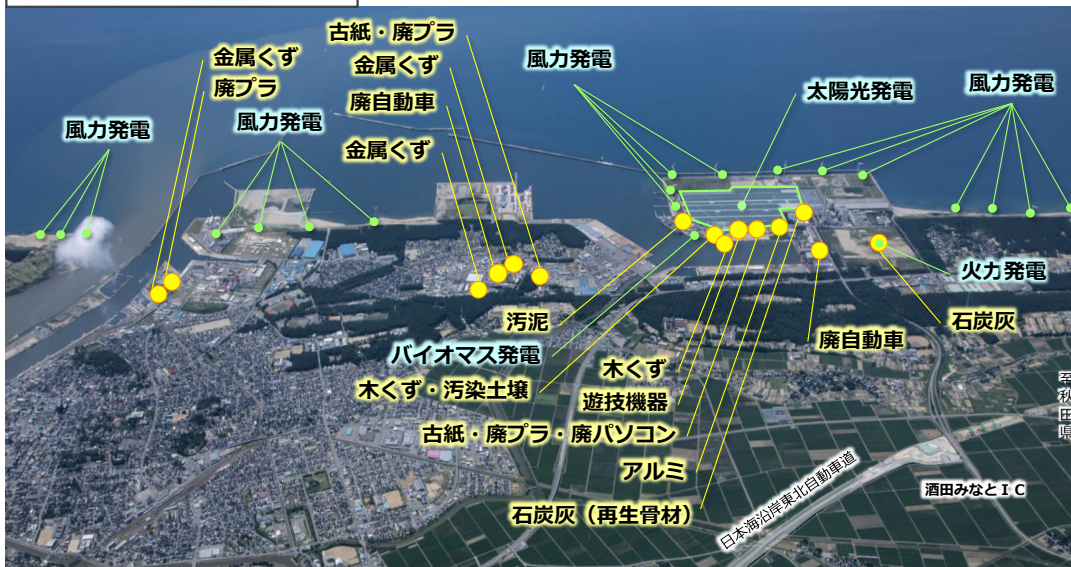 古紙・廃プラ
金属くず
金属くず
廃プラ
廃自動車
金属くず
風力発電
風力発電
風力発電
太陽光発電
風力発電
火力発電
石炭灰
廃自動車
汚泥
バイオマス発電
木くず・汚染土壌
木くず
遊技機器
古紙・廃プラ・廃パソコン
アルミ
石炭灰（再生骨材）
至秋田県
酒田みなとＩＣ
日本海沿岸東北自動車道